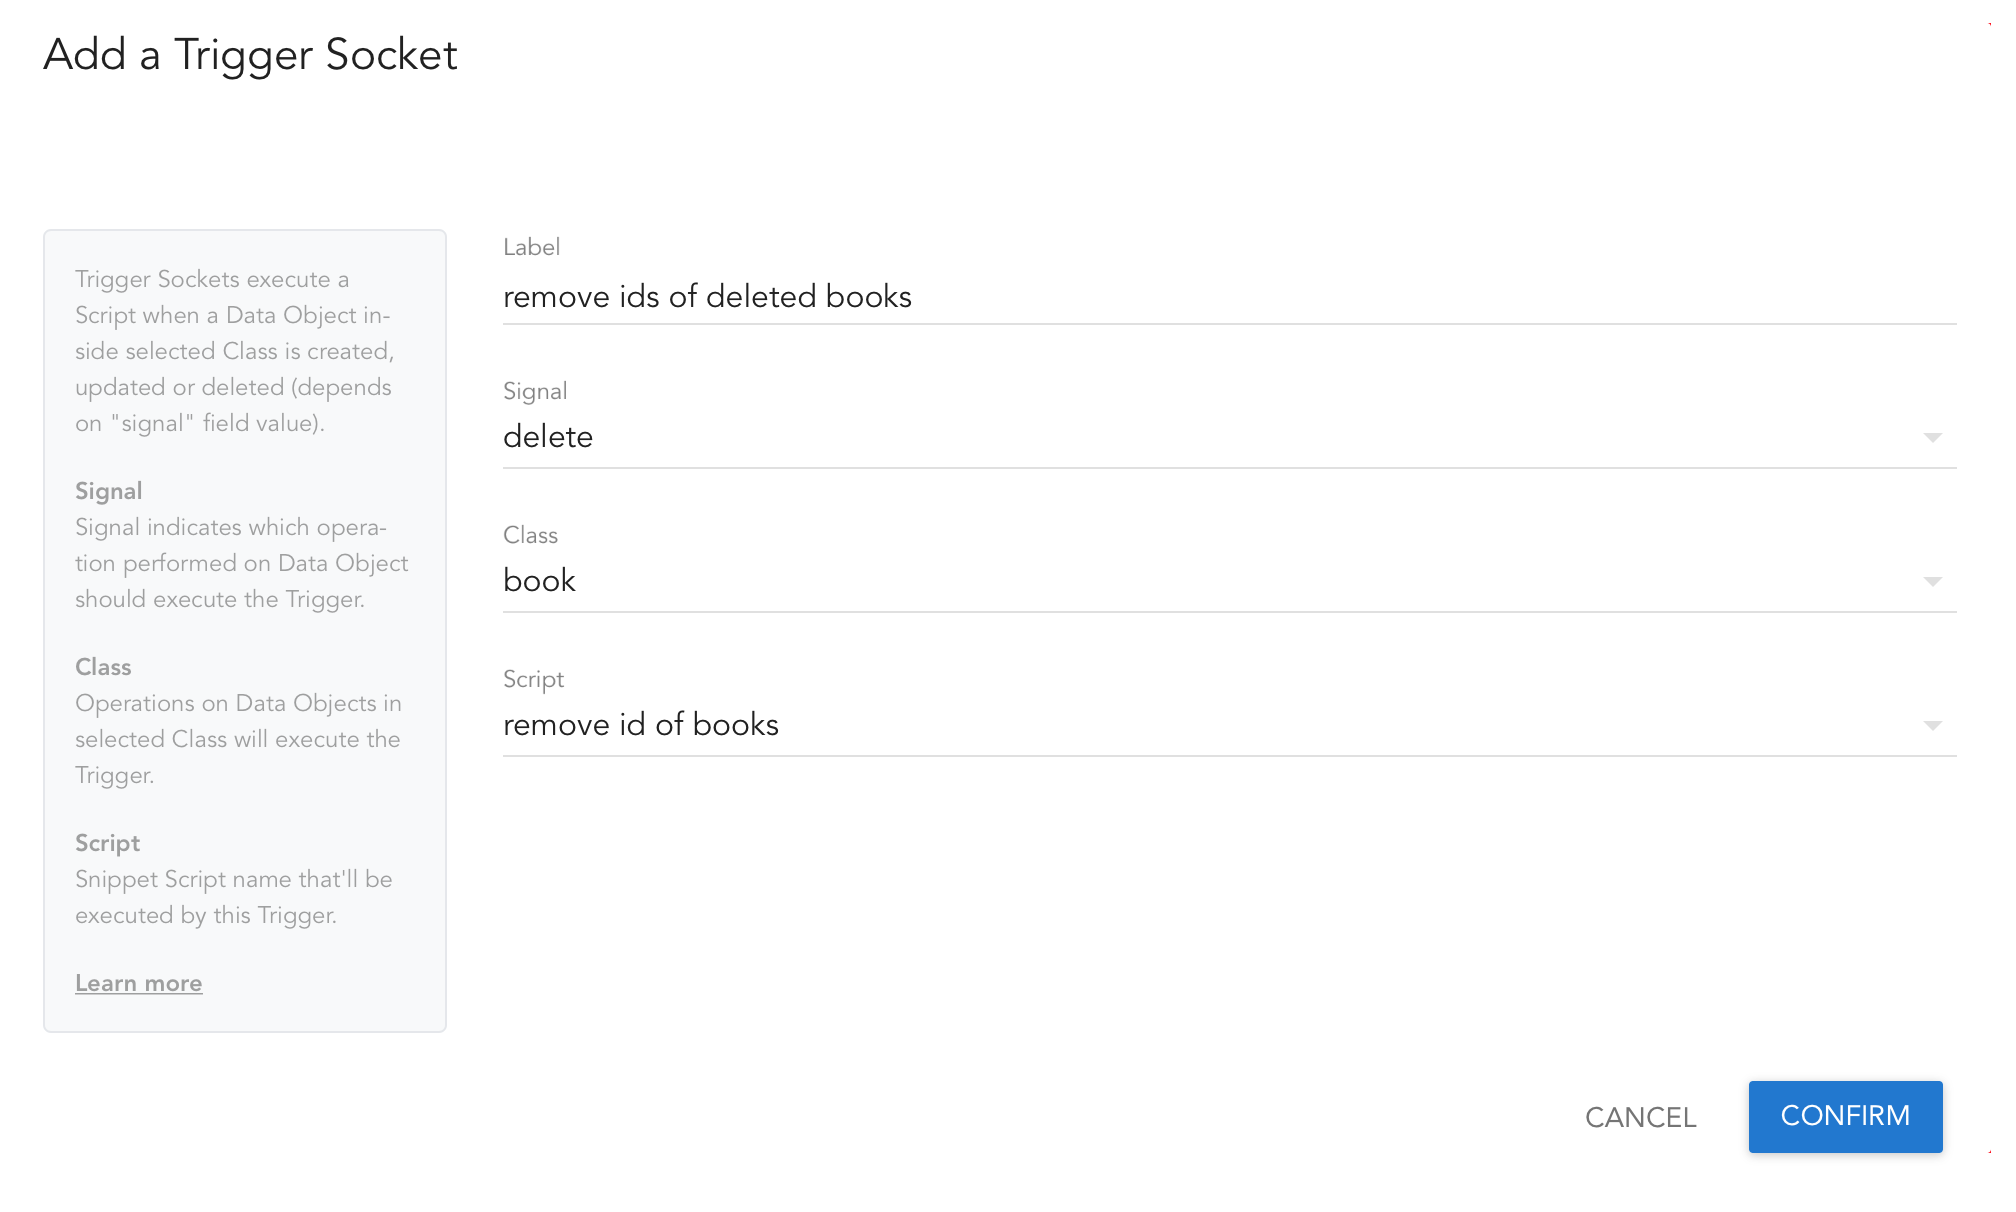 Add a Trigger Socket
Trigger Sockets execute a
Script when a Data Object in-
side selected Class is created,
updated or deleted (depends
on "signal" field value).
Signal
Signal indicates which opera-
tion performed on Data Object
should execute the Trigger.
Class
Operations on Data Objects in
selected Class will execute the
Trigger.
Script
Snippet Script name that'll be
executed by this Trigger.
Learn more
Label
remove ids of deleted books
Signal
delete
Class
book
Script
remove id of books
CANCEL
CONFIRM